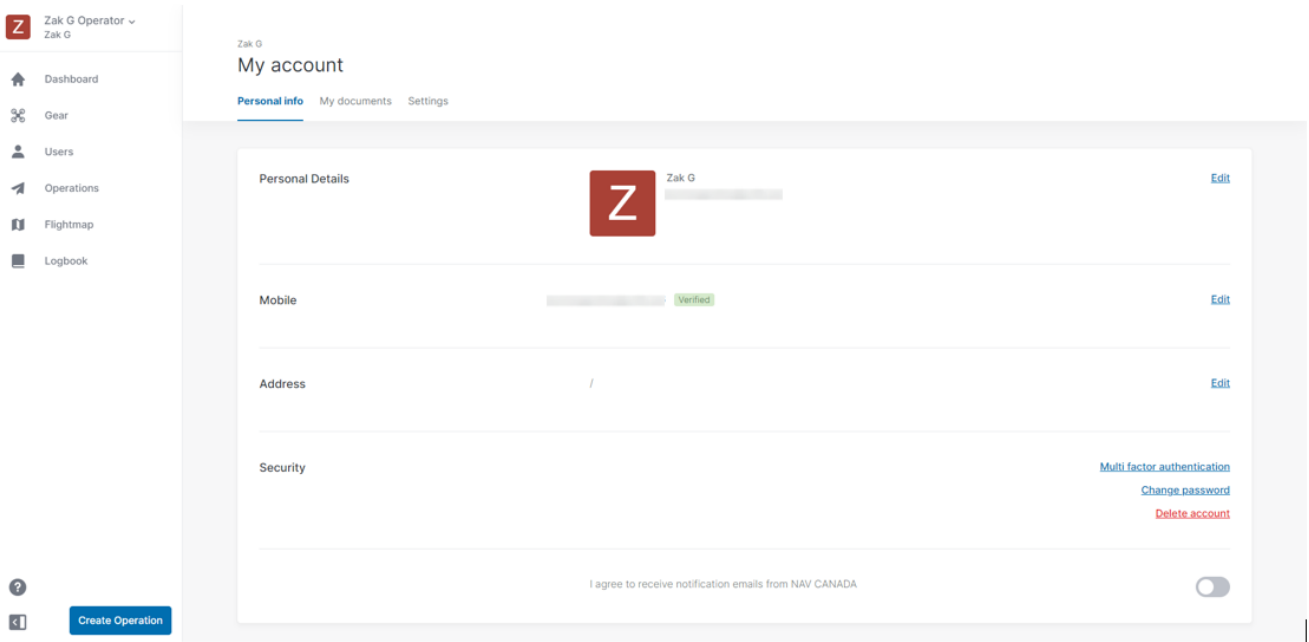 Z
Zak G Operator
Zak G
Dashboard
Gear
Users
Operations
Flightmap
Logbook
?
Create Operation
Zak G
My account
Personal info My documents Settings
Personal Details
Z
Zak G
Edit
Mobile
Verified
Edit
Address
/
Edit
Security
Multi factor authentication
Change password
Delete account
I agree to receive notification emails from NAV CANADA